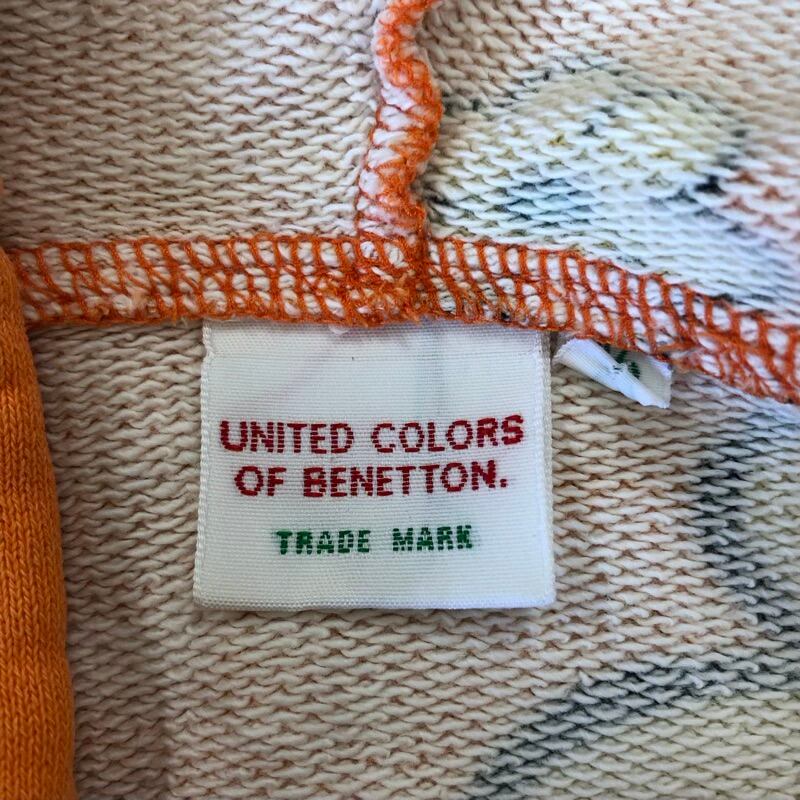 UNITED COLORS
OF BENETTON.
TRADE MARK